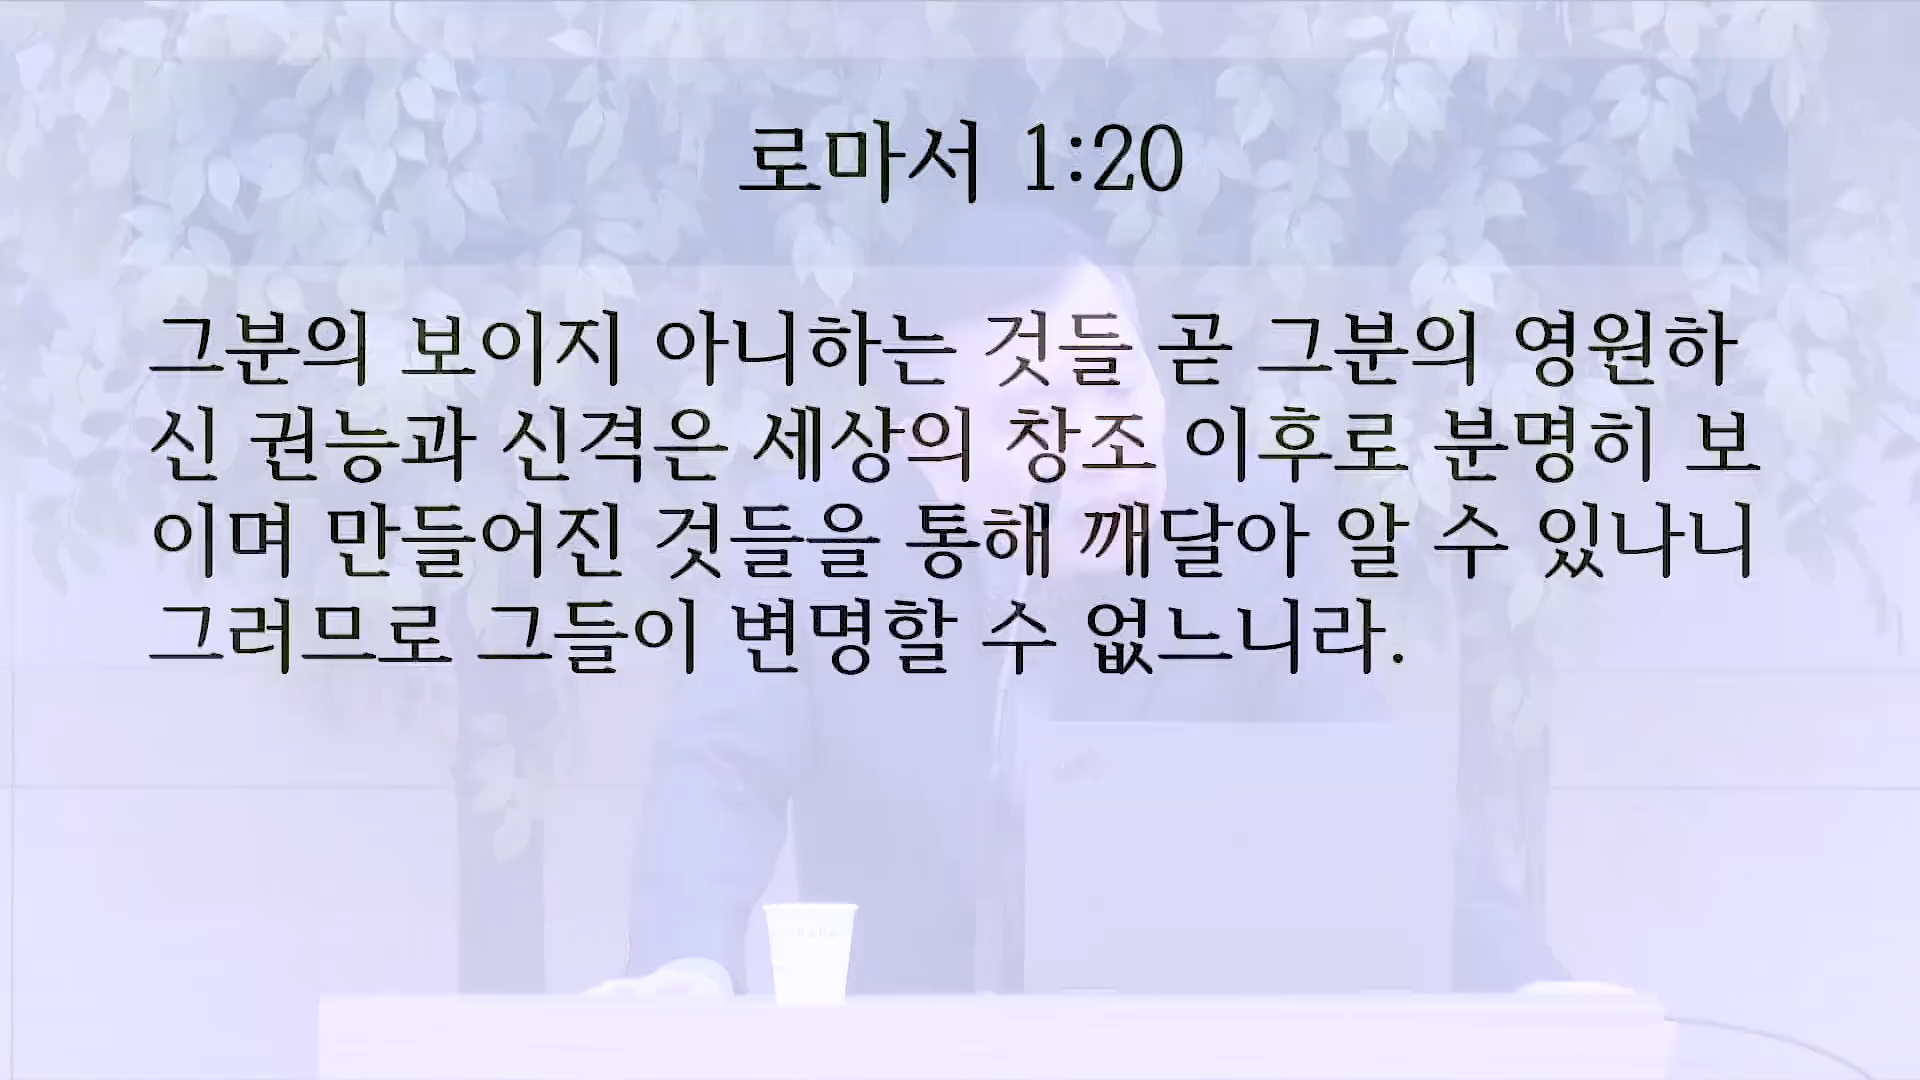 로마서 1:20
그분의 보이지 아니하는 것들 곧 그분의 영원하
신 권능과 신격은 세상의 창조 이후로 분명히 보
이며 만들어진 것들을 통해 깨달아 알 수 있나니
그러므로 그들이 변명할 수 없느니라.